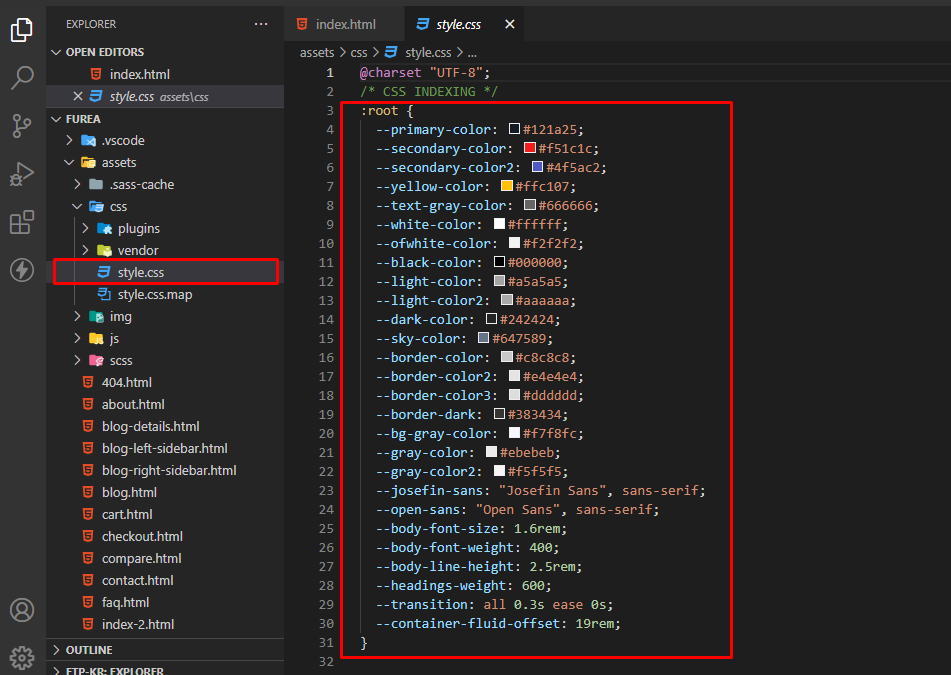 EXPLORER
...
OPEN EDITORS
index.html
style.css assets\css
FUREA
.vscode
assets
.sass-cache
css
plugins
vendor
style.css
style.css.map
img
js
scss
404.html
about.html
blog-details.html
blog-left-sidebar.html
blog-right-sidebar.html
blog.html
cart.html
checkout.html
compare.html
contact.html
faq.html
index-2.html
OUTLINE
FTP-KR: EXPLORER
index.html
style.css
assets > css > style.css > ...
1 @charset "UTF-8";
2 /* CSS INDEXING */
3 :root {
4 --primary-color: #121a25;
5 --secondary-color: #f51c1c;
6 --secondary-color2: #4f5ac2;
7 --yellow-color: #ffc107;
8 --text-gray-color: #666666;
9 --white-color: #ffffff;
10 --ofwhite-color: #f2f2f2;
11 --black-color: #000000;
12 --light-color: #a5a5a5;
13 --light-color2: #aaaaaa;
14 --dark-color: #242424;
15 --sky-color: #647589;
16 --border-color: #c8c8c8;
17 --border-color2: #e4e4e4;
18 --border-color3: #dddddd;
19 --border-dark: #383434;
20 --bg-gray-color: #f7f8fc;
21 --gray-color: #ebebeb;
22 --gray-color2: #f5f5f5;
23 --josefin-sans: "Josefin Sans", sans-serif;
24 --open-sans: "Open Sans", sans-serif;
25 --body-font-size: 1.6rem;
26 --body-font-weight: 400;
27 --body-line-height: 2.5rem;
28 --headings-weight: 600;
29 --transition: all 0.3s ease 0s;
30 --container-fluid-offset: 19rem;
31 }
32